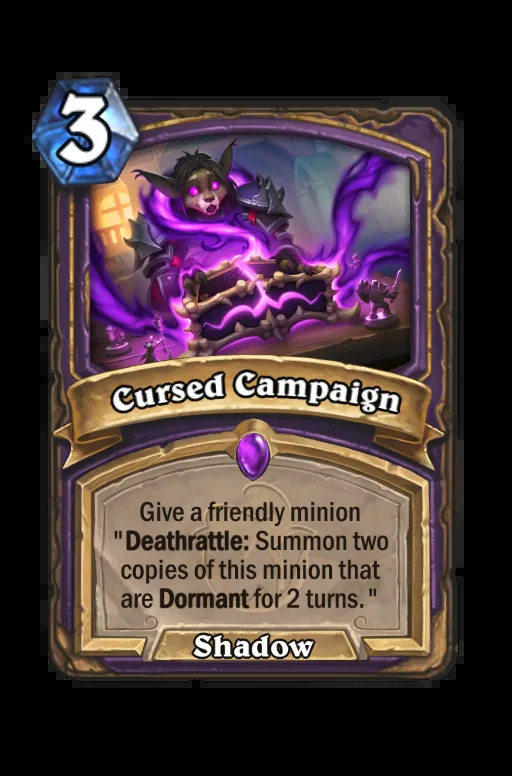 3
Cursed Campaign
Give a friendly minion
"Deathrattle: Summon two
copies of this minion that
are Dormant for 2 turns."
Shadow